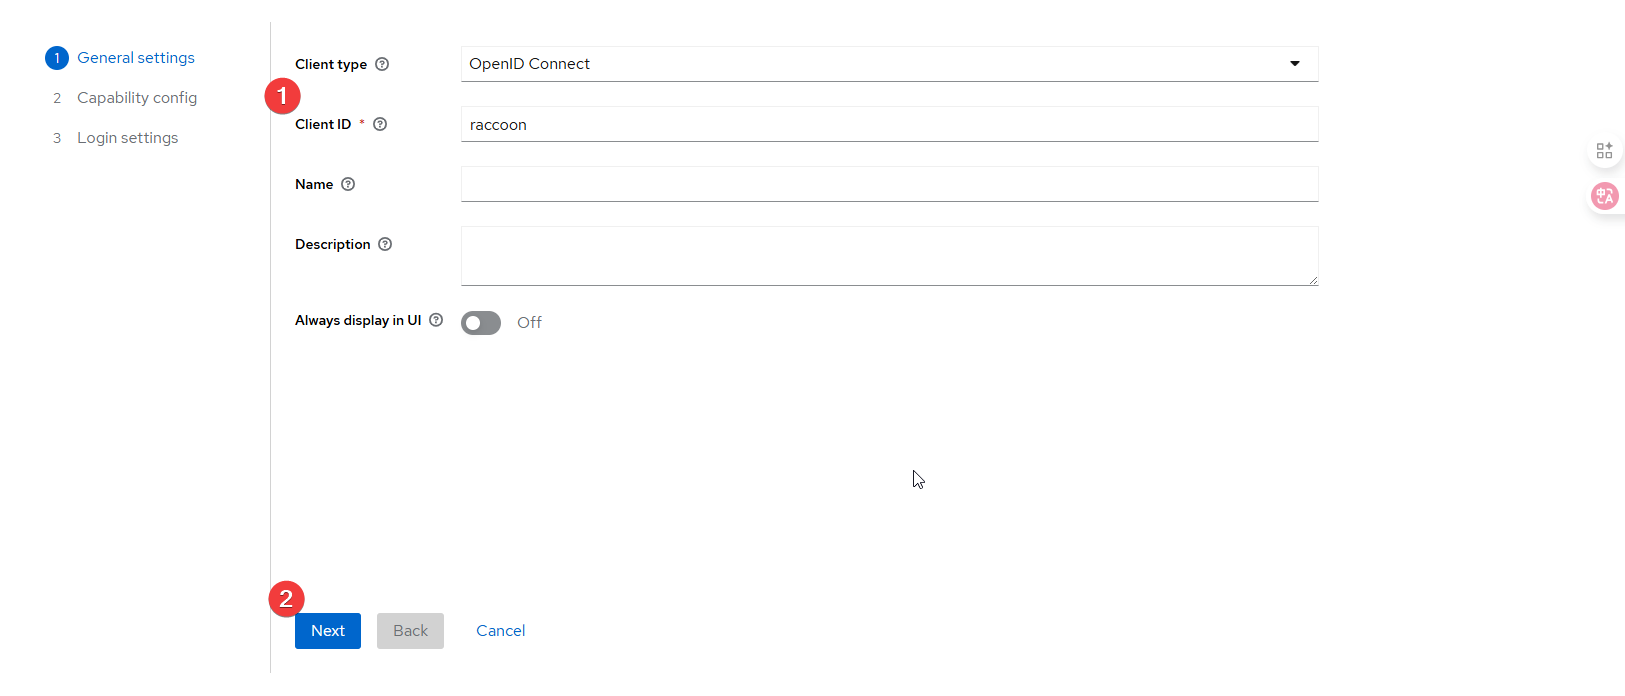 1 General settings
2 Capability config
3 Login settings
Client type
OpenID Connect
1
Client ID *
raccoon
Name
Description
Always display in UI
Off
2
Next
Back
Cancel